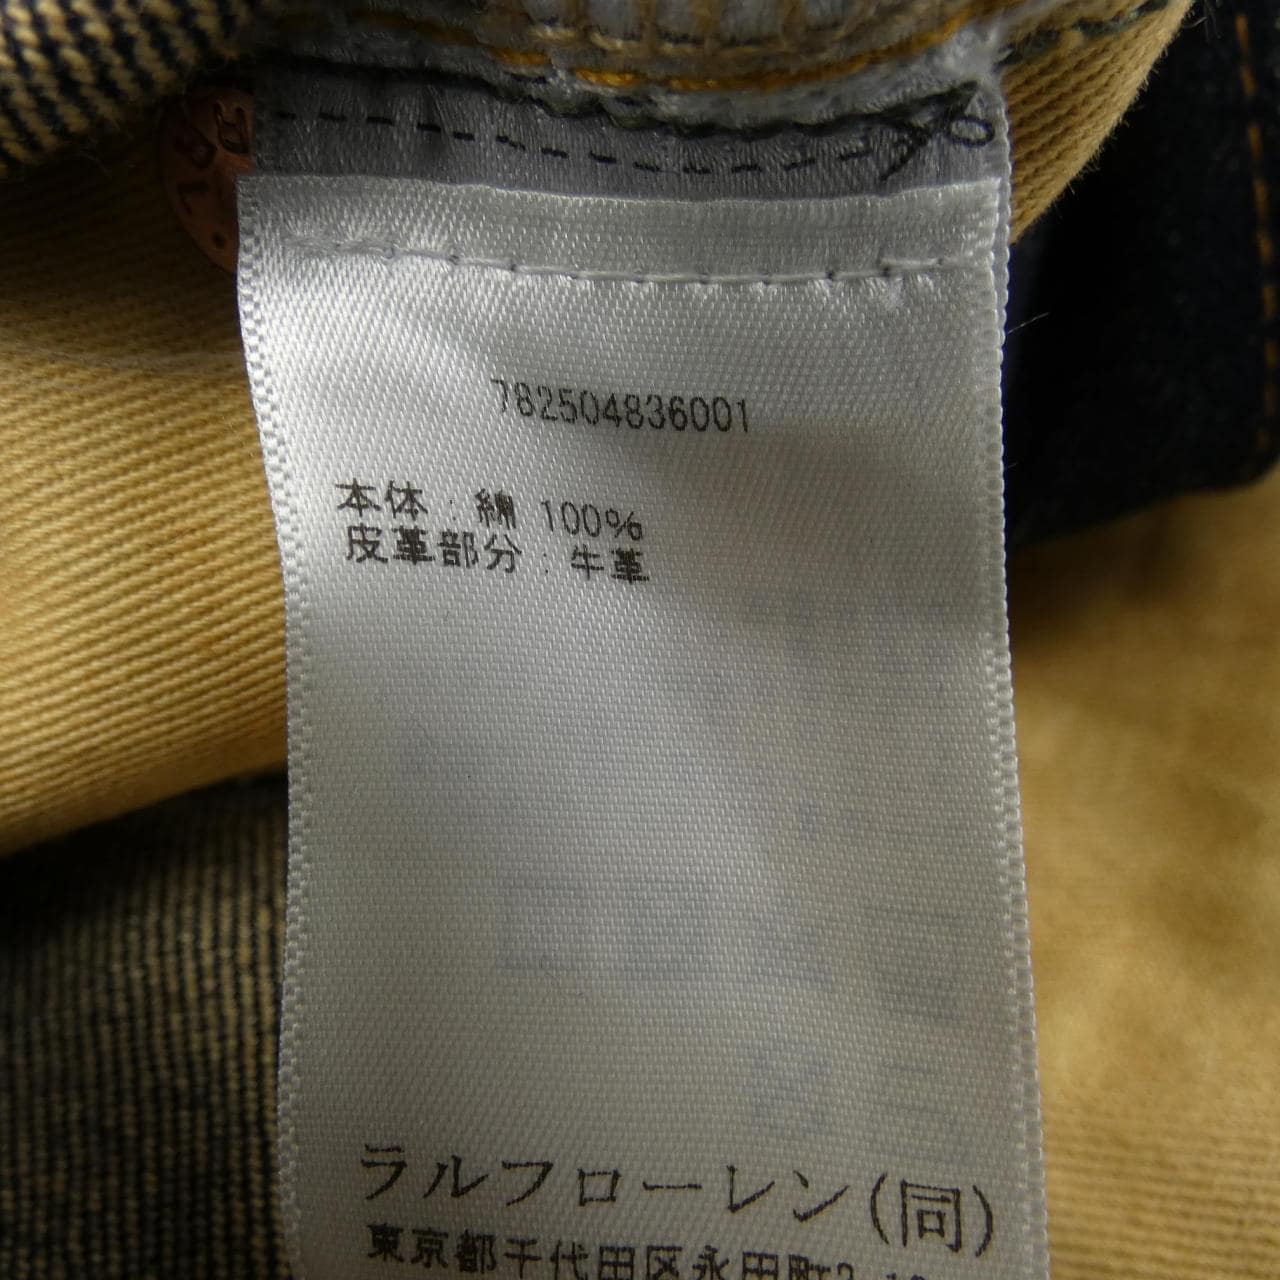 782504836001
本体 : 綿 100%
皮革部分 : 牛革
ラルフローレン(同)
東京都千代田区永田町2